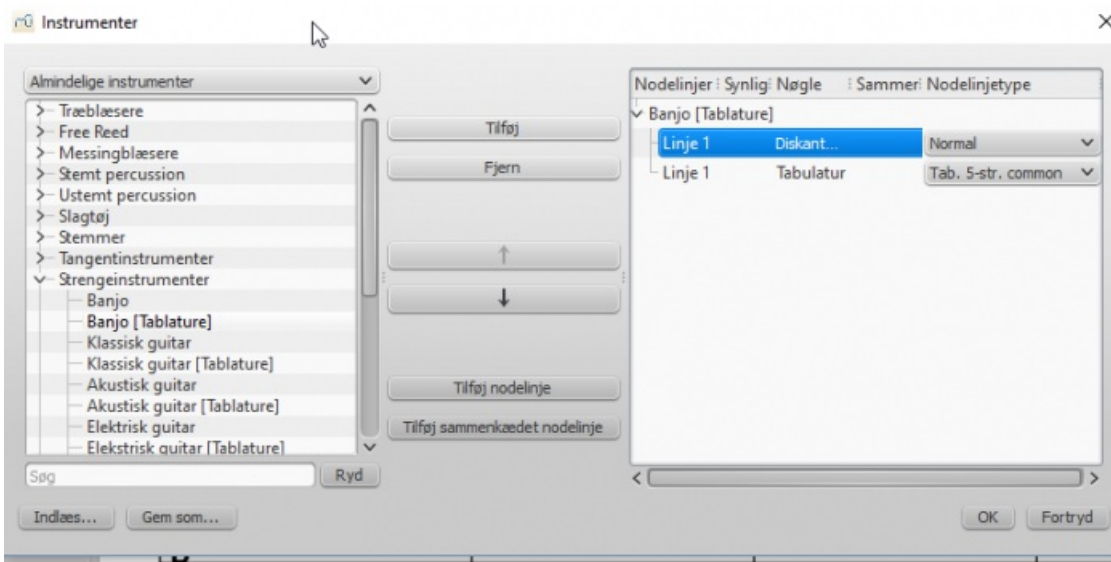 Instrumenter
Almindelige instrumenter
Træblæsere
Free Reed
Messingblæsere
Stemt percussion
Ustemt percussion
Slagtøj
Stemmer
Tangentinstrumenter
Strengeinstrumenter
Banjo
Banjo [Tablature]
Klassisk guitar
Klassisk guitar [Tablature]
Akustisk guitar
Akustisk guitar [Tablature]
Elektrisk guitar
Elekstrisk guitar [Tablature]
Søg Ryd
Indlæs... Gem som...
Tilføj
Fjern
Tilføj nodelinje
Tilføj sammenkædet nodelinje
Nodelinjer Synlig Nøgle Sammer Nodelinjetype
Banjo [Tablature]
Linje 1 Diskant... Normal
Linje 1 Tabulatur Tab. 5-str. common
OK Fortryd